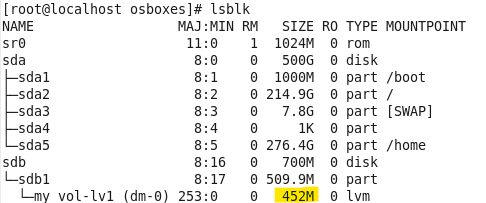 [root@localhost osboxes]# lsblk
NAME MAJ:MIN RM SIZE RO TYPE MOUNTPOINT
sr0 11:0 1 1024M 0 rom
sda 8:0 0 500G 0 disk
├─sda1 8:1 0 1000M 0 part /boot
├─sda2 8:2 0 214.9G 0 part /
├─sda3 8:3 0 7.8G 0 part [SWAP]
├─sda4 8:4 0 1K 0 part
└─sda5 8:5 0 276.4G 0 part /home
sdb 8:16 0 700M 0 disk
└─sdb1 8:17 0 509.9M 0 part
└─my vol-lv1 (dm-0) 253:0 0 452M 0 lvm